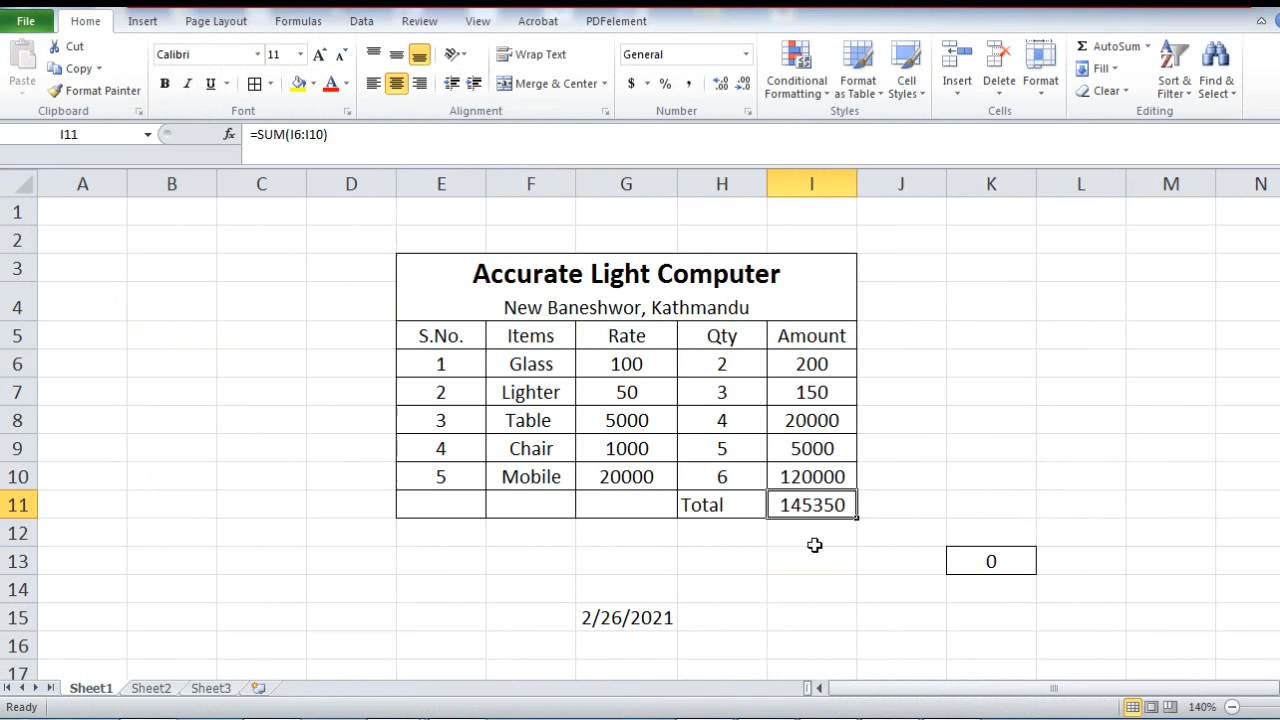 File Home Insert Page Layout Formulas Data Review View Acrobat PDFelement
Paste Cut Copy Format Painter
Clipboard
Calibri 11
B I U
Font
Wrap Text
Merge & Center
Alignment
General
$ % ,
Number
Conditional Formatting Format as Table Cell Styles
Styles
Insert Delete Format
Cells
Σ AutoSum Fill Clear
Sort & Filter Find & Select
Editing
I11 fx =SUM(I6:I10)
A B C D E F G H I J K L M N
1
2
3 Accurate Light Computer
4 New Baneshwor, Kathmandu
5 S.No. Items Rate Qty Amount
6 1 Glass 100 2 200
7 2 Lighter 50 3 150
8 3 Table 5000 4 20000
9 4 Chair 1000 5 5000
10 5 Mobile 20000 6 120000
11 Total 145350
12
13 0
14
15 2/26/2021
16
17
Sheet1 Sheet2 Sheet3
Ready 140%